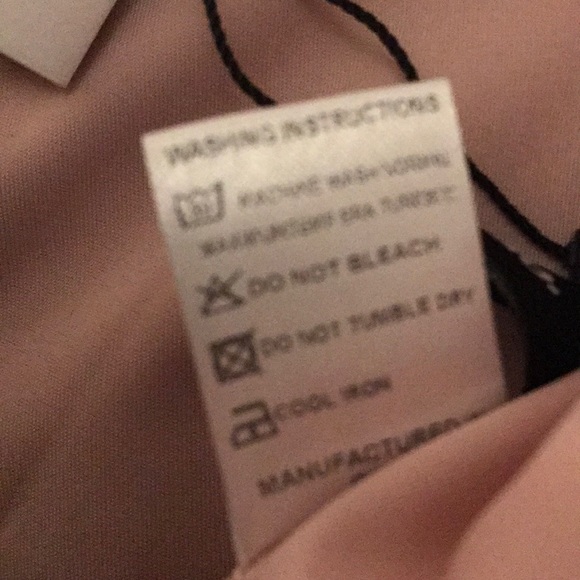 WASHING INSTRUCTIONS
MACHINE WASH NORMAL
DO NOT BLEACH
DO NOT TUMBLE DRY
COOL IRON
MANUFACTURED